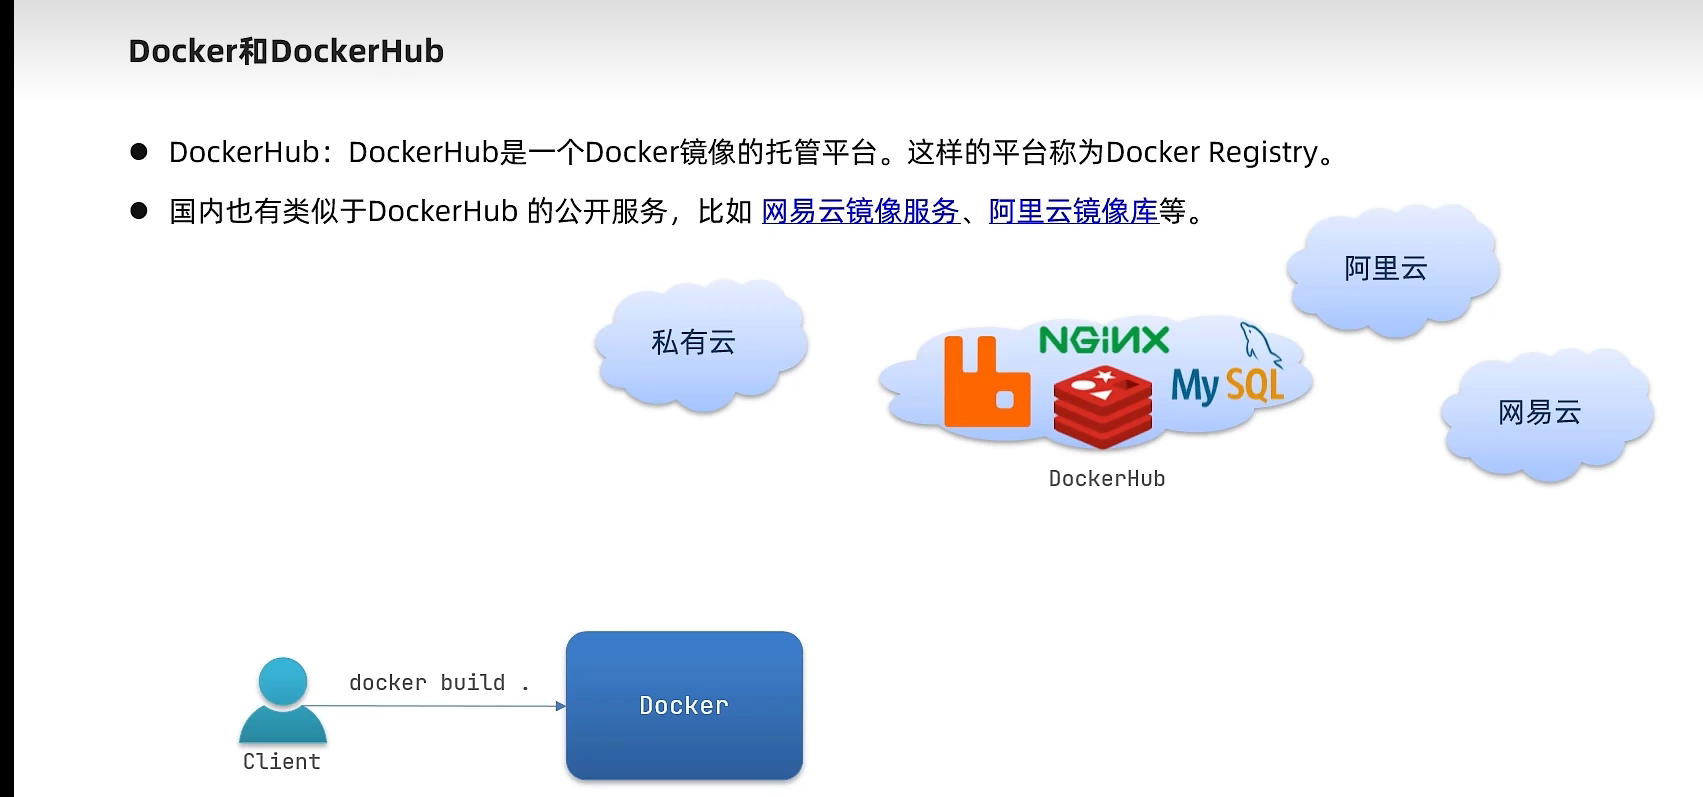 Docker和DockerHub
● DockerHub：DockerHub是一个Docker镜像的托管平台。这样的平台称为Docker Registry。
● 国内也有类似于DockerHub 的公开服务，比如 网易云镜像服务、阿里云镜像库等。
阿里云
私有云
NGINX
MySQL
网易云
DockerHub
docker build .
Docker
Client